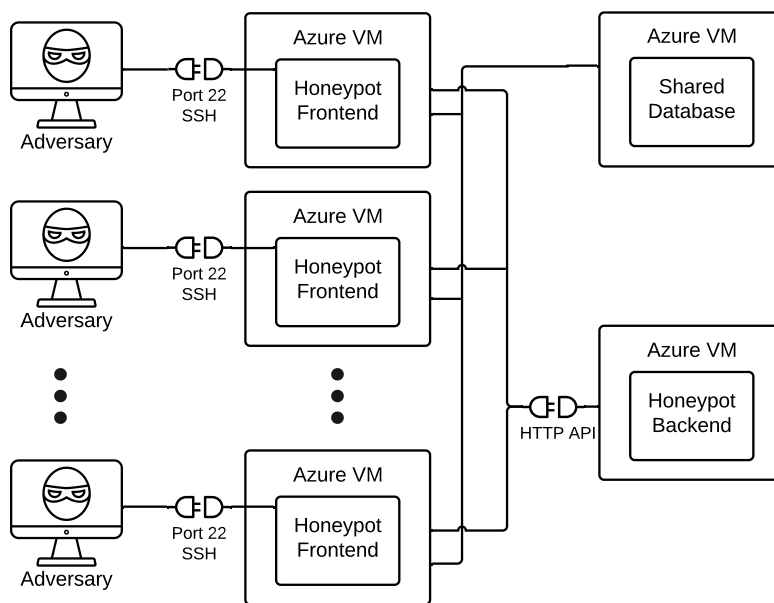 Azure VM
Honeypot
Frontend
Port 22
SSH
Adversary
Azure VM
Shared
Database
Azure VM
Honeypot
Frontend
Port 22
SSH
Adversary
Azure VM
Honeypot
Backend
HTTP API
Azure VM
Honeypot
Frontend
Port 22
SSH
Adversary